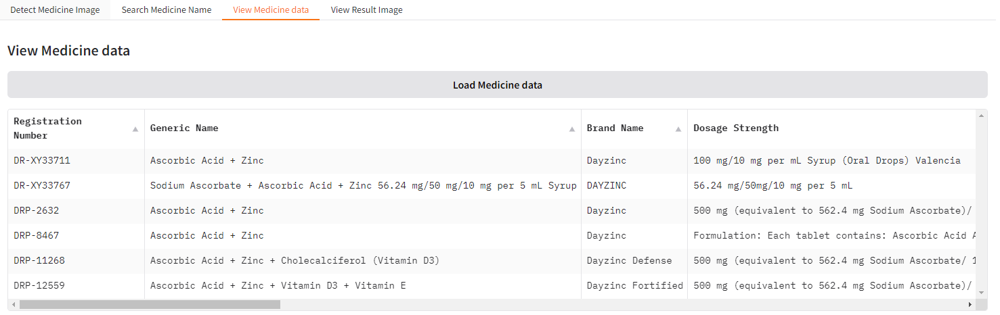 Detect Medicine Image Search Medicine Name View Medicine data View Result Image
View Medicine data
Load Medicine data
Registration Number Generic Name Brand Name Dosage Strength
DR-XY33711 Ascorbic Acid + Zinc Dayzinc 100 mg/10 mg per mL Syrup (Oral Drops) Valencia
DR-XY33767 Sodium Ascorbate + Ascorbic Acid + Zinc 56.24 mg/50 mg/10 mg per 5 mL Syrup DAYZINC 56.24 mg/50mg/10 mg per 5 mL
DRP-2632 Ascorbic Acid + Zinc Dayzinc 500 mg (equivalent to 562.4 mg Sodium Ascorbate)/
DRP-8467 Ascorbic Acid + Zinc Dayzinc Formulation: Each tablet contains: Ascorbic Acid
DRP-11268 Ascorbic Acid + Zinc + Cholecalciferol (Vitamin D3) Dayzinc Defense 500 mg (equivalent to 562.4 mg Sodium Ascorbate/ 1
DRP-12559 Ascorbic Acid + Zinc + Vitamin D3 + Vitamin E Dayzinc Fortified 500 mg (equivalent to 562.4 mg Sodium Ascorbate)/